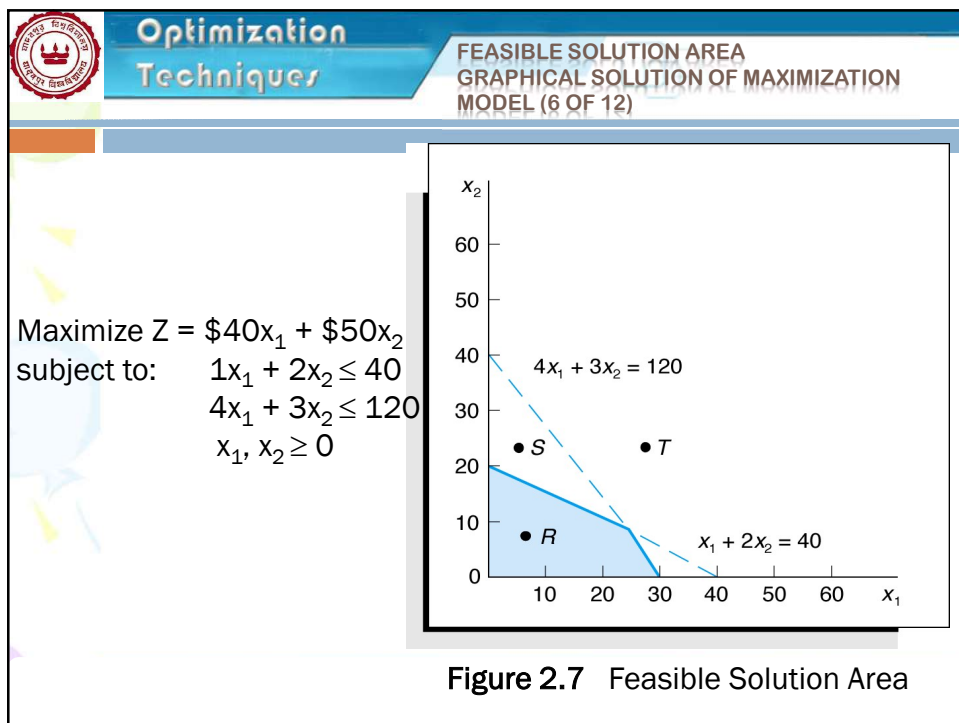 Optimization
Techniques
FEASIBLE SOLUTION AREA
GRAPHICAL SOLUTION OF MAXIMIZATION
MODEL (6 OF 12)
Maximize Z = $40x₁ + $50x₂
subject to: 1x₁ + 2x₂ ≤ 40
4x₁ + 3x₂ ≤ 120
x₁, x₂ ≥ 0
x₂
60
50
40
4x₁ + 3x₂ = 120
30
S
T
20
10
R
x₁ + 2x₂ = 40
0
10 20 30 40 50 60 x₁
Figure 2.7 Feasible Solution Area